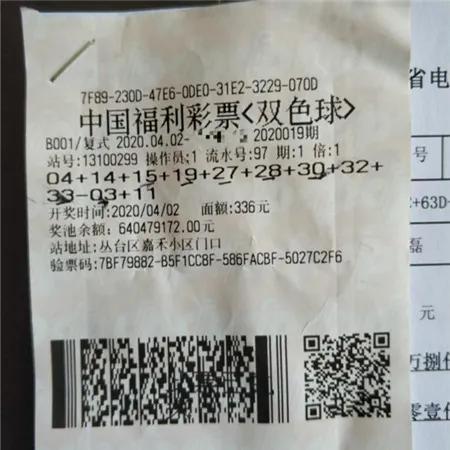 7F89-230D-47E6-0DE0-31E2-3229-070D
中国福利彩票<双色球>
B001/复式 2020.04.02- 2020019期
站号:13100299 操作员:1 流水号:97 期:1 倍:1
04+14+15+19+27+28+30+32+
33-03+11
开奖时间:2020/04/02 面额:336元
奖池余额: 640479172.00元
站地址:丛台区嘉禾小区门口
验票码:7BF79882-B5F1CC8F-586FACBF-5027C2F6
省电
号
+63D-
磊
元
万捌仟
零壹